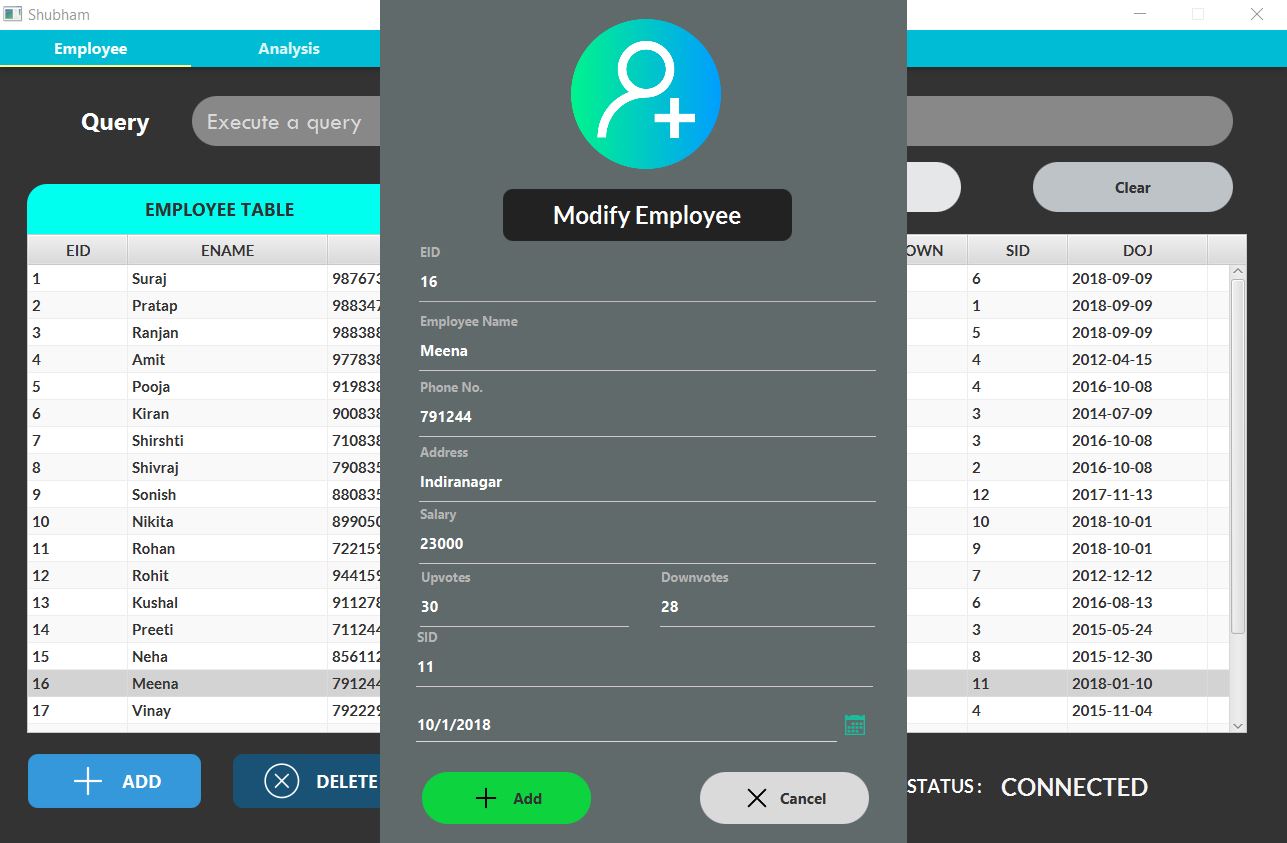 Shubham
Employee Analysis
Query Execute a query
Clear
EMPLOYEE TABLE
EID ENAME OWN SID DOJ
1 Suraj 987673 6 2018-09-09
2 Pratap 988347 1 2018-09-09
3 Ranjan 988388 5 2018-09-09
4 Amit 977838 4 2012-04-15
5 Pooja 919838 4 2016-10-08
6 Kiran 900838 3 2014-07-09
7 Shirshti 710838 3 2016-10-08
8 Shivraj 790835 2 2016-10-08
9 Sonish 880835 12 2017-11-13
10 Nikita 899050 10 2018-10-01
11 Rohan 722159 9 2018-10-01
12 Rohit 944159 7 2012-12-12
13 Kushal 911278 6 2016-08-13
14 Preeti 711244 3 2015-05-24
15 Neha 856112 8 2015-12-30
16 Meena 791244 11 2018-01-10
17 Vinay 792229 4 2015-11-04
ADD DELETE
STATUS : CONNECTED
Modify Employee
EID
16
Employee Name
Meena
Phone No.
791244
Address
Indiranagar
Salary
23000
Upvotes Downvotes
30 28
SID
11
10/1/2018
Add Cancel